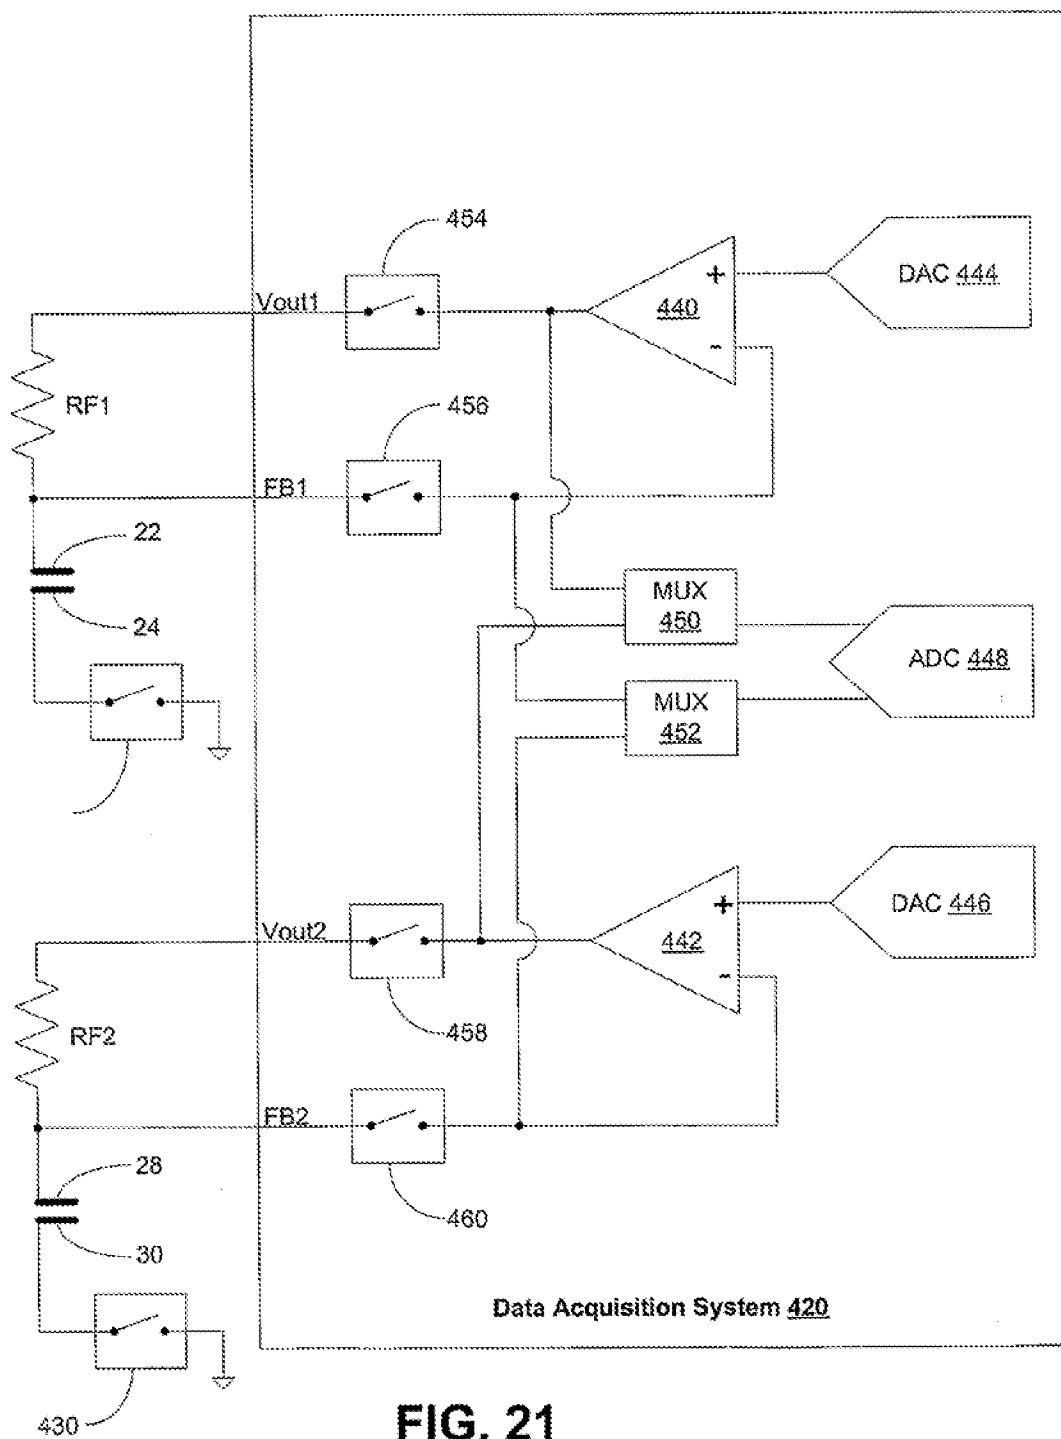 454
DAC 444
+
Vout1
440
-
RF1
456
FB1
22
MUX
450
24
ADC 448
MUX
452
DAC 446
+
Vout2
442
-
458
RF2
FB2
28
460
30
Data Acquisition System 420
430
FIG. 21